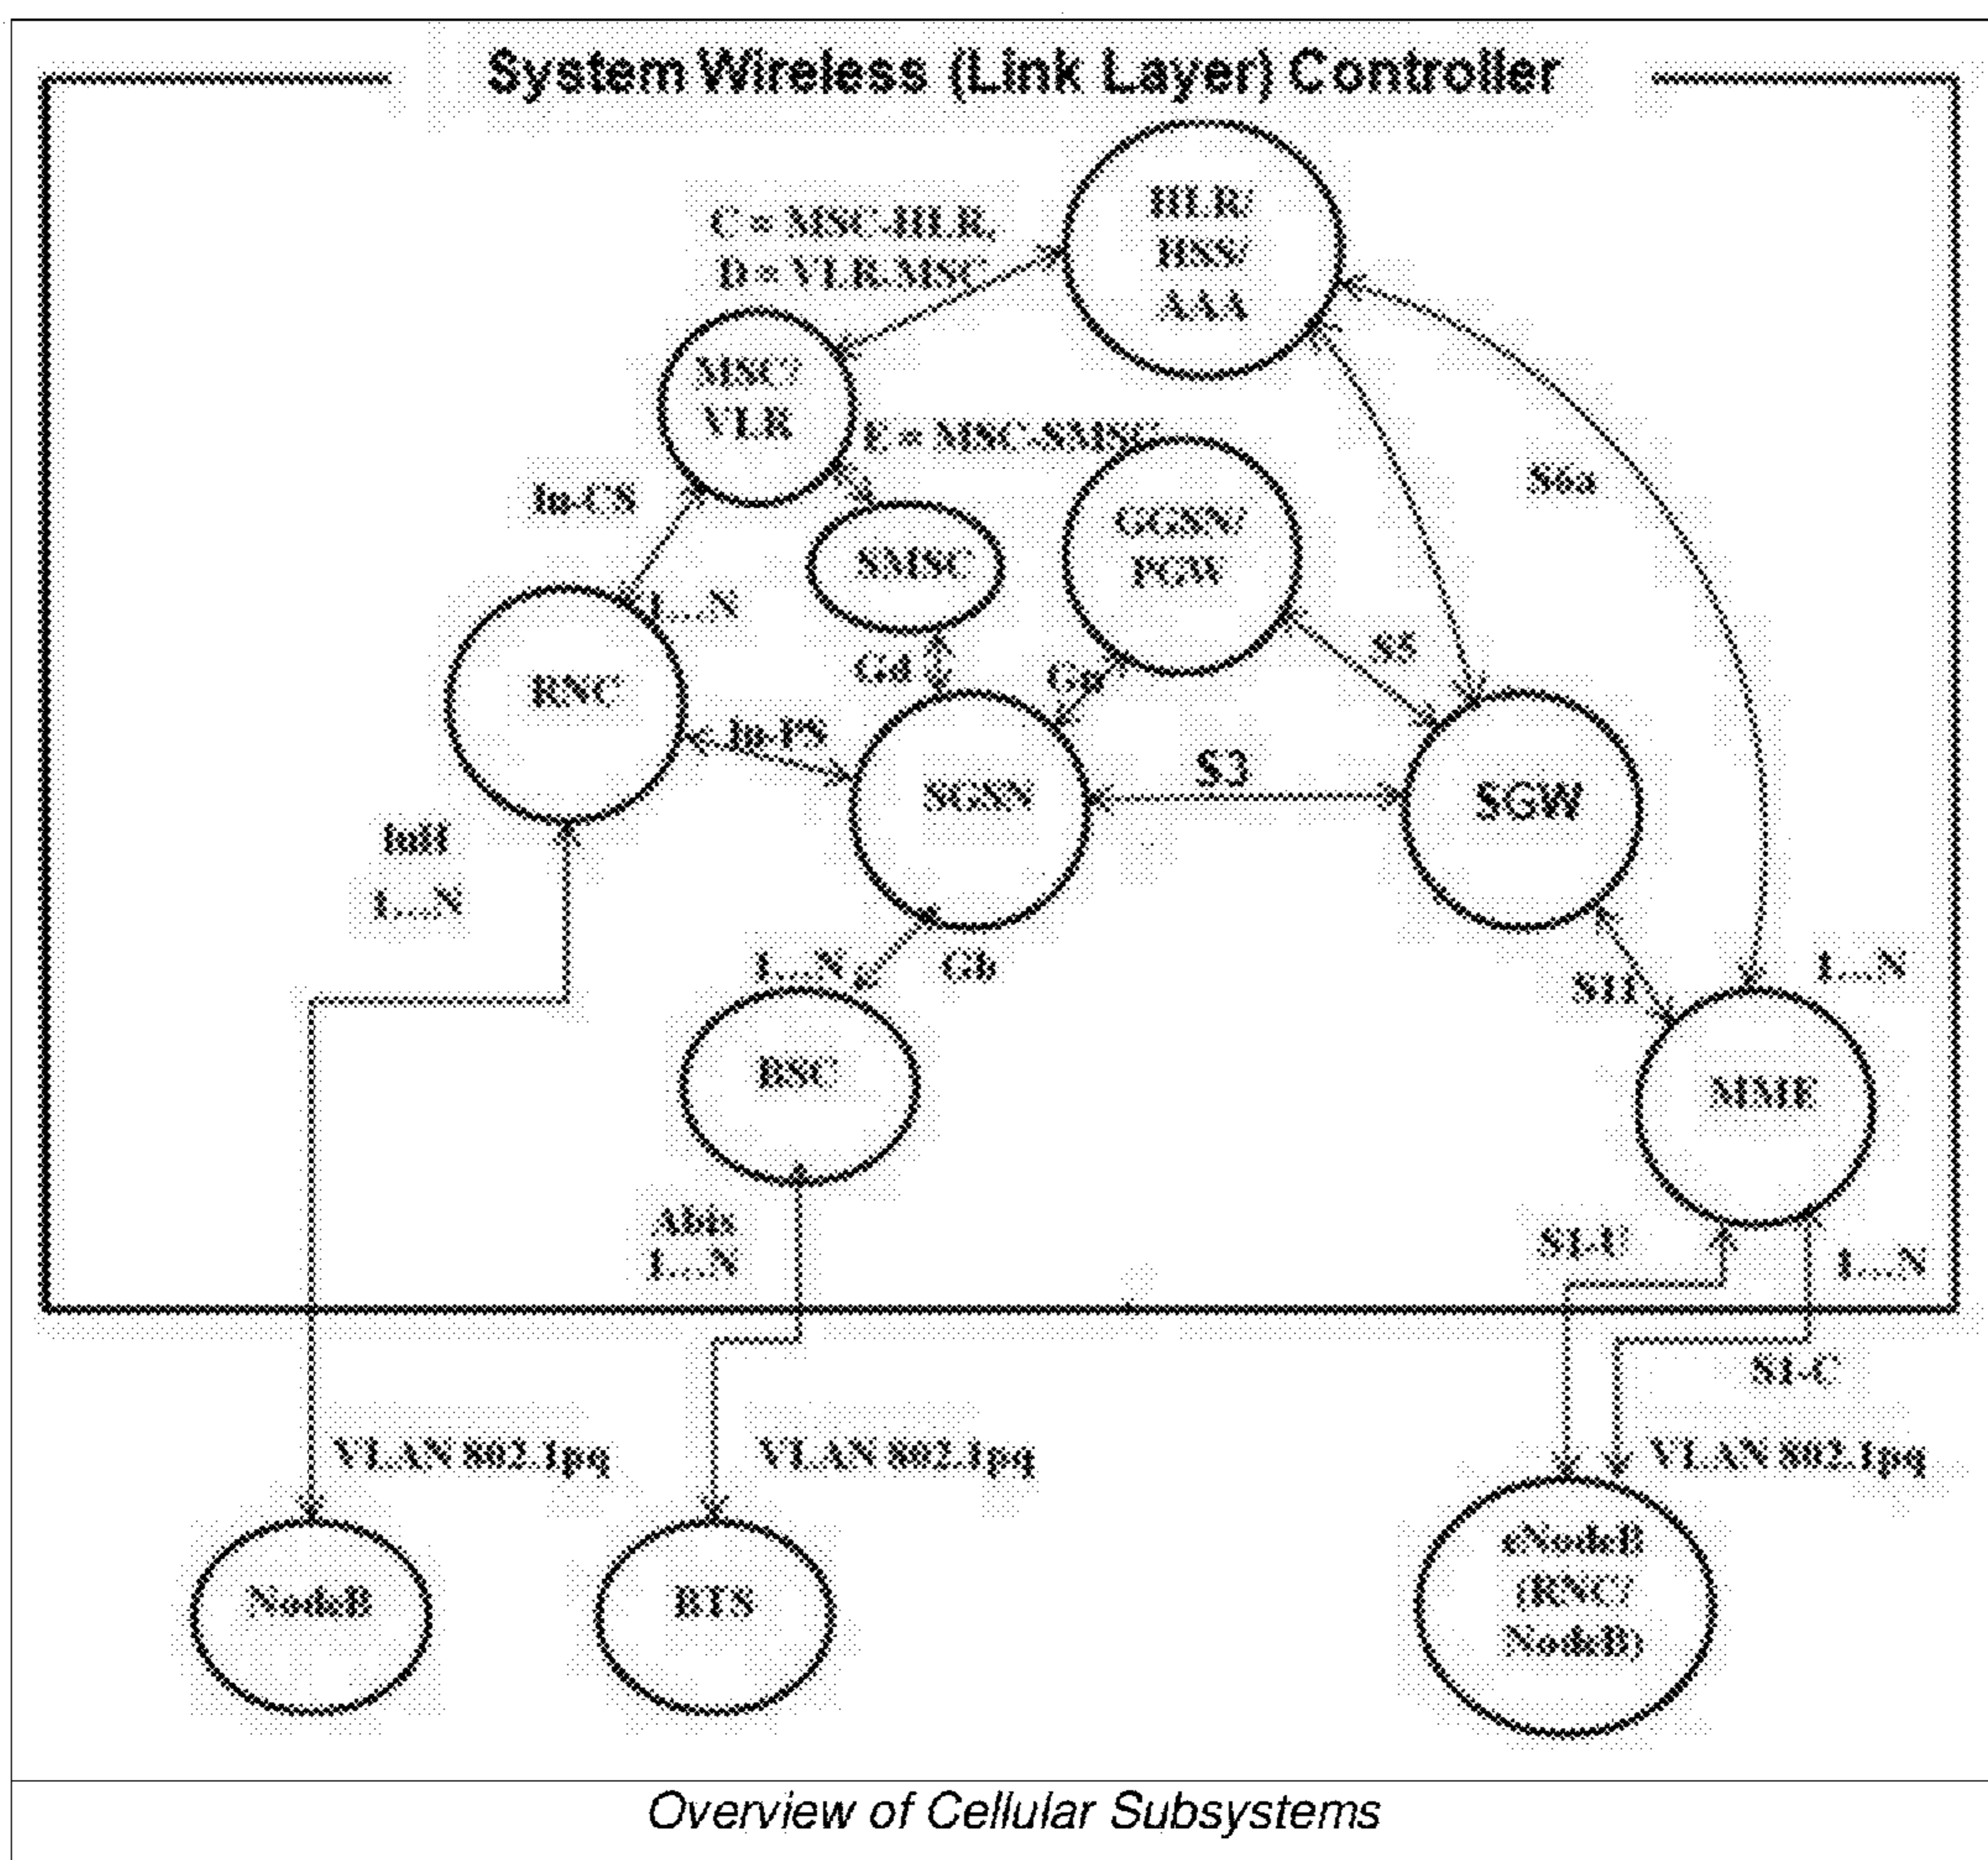 System Wireless (Link Layer) Controller
HLR/
HSS/
AAA
C = MSC-HLR,
D = VLR-MSC
MSC/
VLR
E = MSC-SMSC
GGSN/
PGW
S6a
Iu-CS
SMSC
1...N
S5
Gd
Gn
RNC
Iu-PS
S3
SGSN
SGW
IuH
1....N
1...N
Gb
1...N
S11
BSC
MME
Abis
1...N
S1-U
1....N
S1-C
VLAN 802.1pq
VLAN 802.1pq
VLAN 802.1pq
NodeB
BTS
eNodeB
(RNC/
NodeB)
Overview of Cellular Subsystems